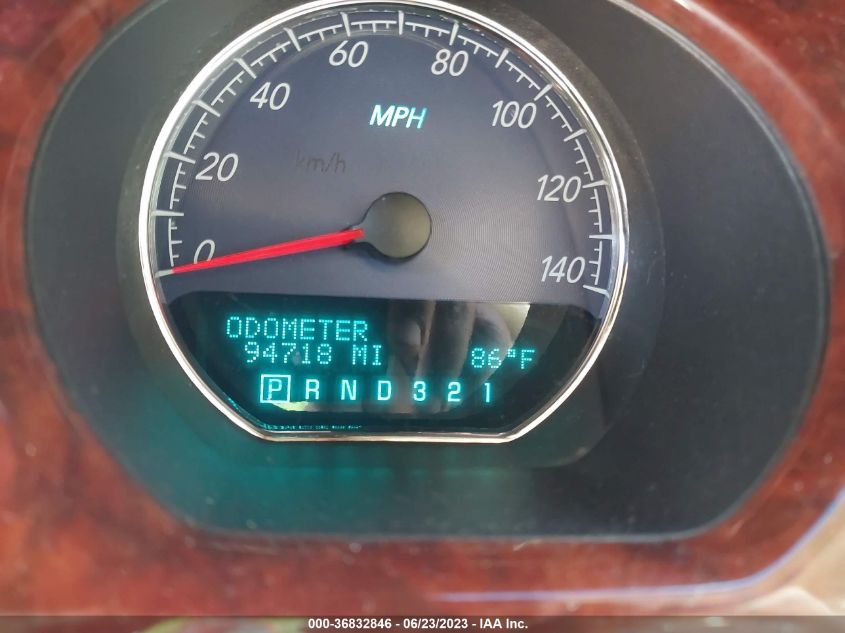 60 80
40 MPH 100
20 km/h 120
0 140
ODOMETER
94718 MI 86°F
P R N D 3 2 1
000-36832846 - 06/23/2023 - IAA Inc.